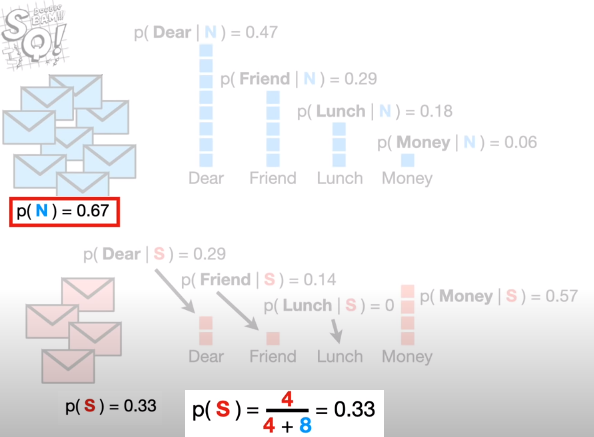 SQ!
p( Dear | N ) = 0.47
p( Friend | N ) = 0.29
p( Lunch | N ) = 0.18
p( Money | N ) = 0.06
Dear Friend Lunch Money
p( N ) = 0.67
p( Dear | S ) = 0.29
p( Friend | S ) = 0.14
p( Lunch | S ) = 0
p( Money | S ) = 0.57
Dear Friend Lunch Money
p( S ) = 0.33
p( S ) = 4 / 4 + 8 = 0.33